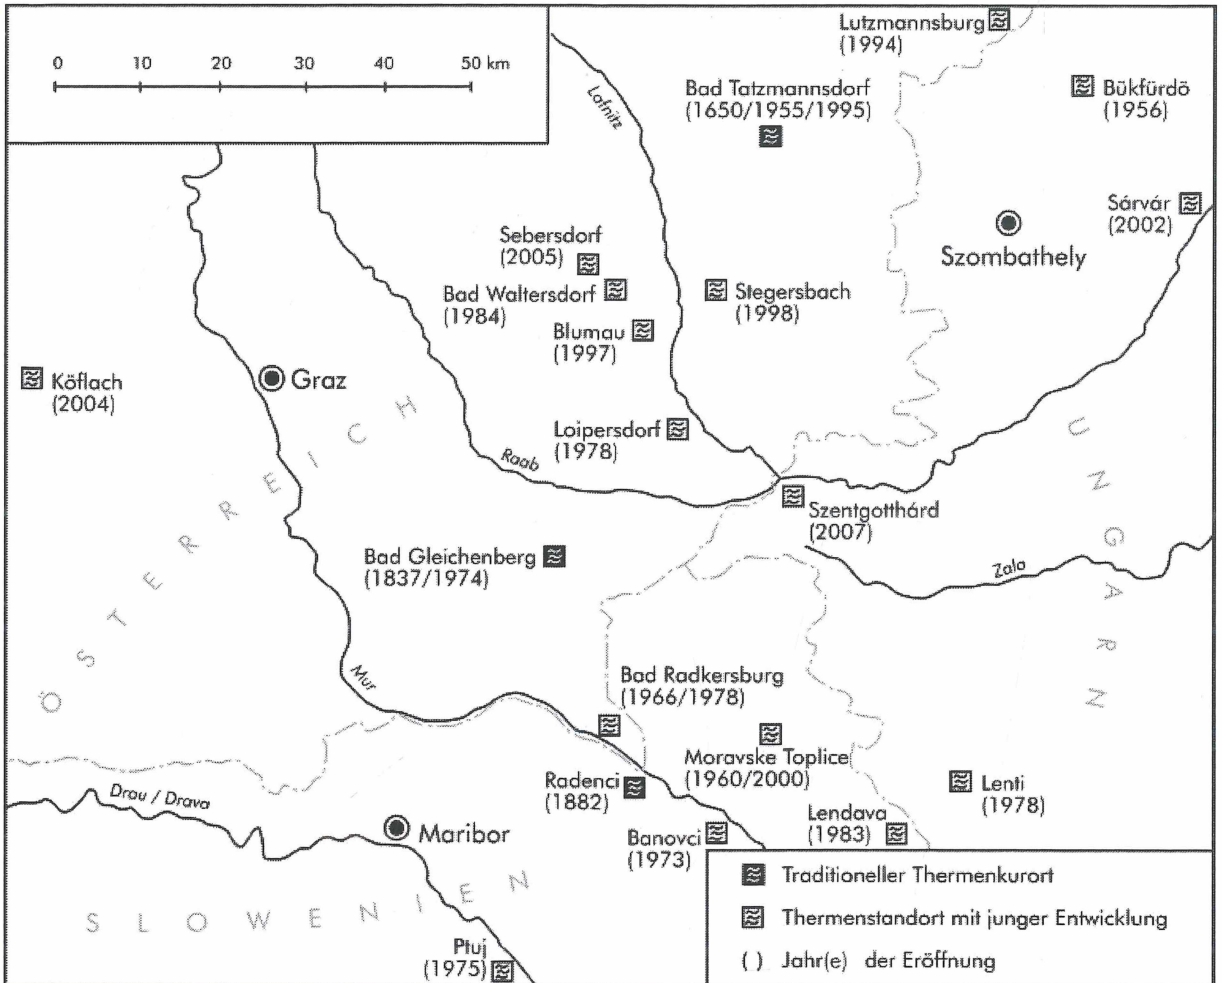 0 10 20 30 40 50 km
Lutzmannsburg
(1994)
Bad Tatzmannsdorf
(1650/1955/1995)
Bükfürdö
(1956)
Lafnitz
Sárvár
(2002)
Szombathely
Sebersdorf
(2005)
Bad Waltersdorf
(1984)
Stegersbach
(1998)
Blumau
(1997)
Köflach
(2004)
Graz
Loipersdorf
(1978)
Raab
ÖSTERREICH
UNGARN
Szentgotthárd
(2007)
Bad Gleichenberg
(1837/1974)
Zala
Mur
Bad Radkersburg
(1966/1978)
Moravske Toplice
(1960/2000)
Radenci
(1882)
Lenti
(1978)
Drau / Drava
Maribor
Banovci
(1973)
Lendava
(1983)
SLOWENIEN
Ptuj
(1975)
Traditioneller Thermenkurort
Thermenstandort mit junger Entwicklung
( ) Jahr(e) der Eröffnung